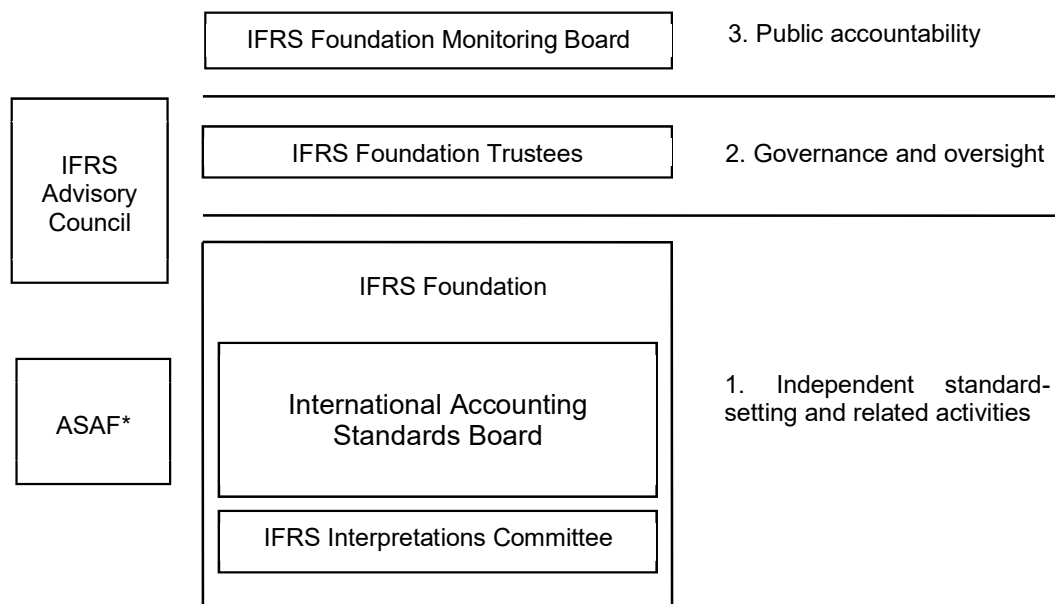 IFRS Foundation Monitoring Board
3. Public accountability
IFRS
Advisory
Council
IFRS Foundation Trustees
2. Governance and oversight
IFRS Foundation
ASAF*
International Accounting
Standards Board
1. Independent standard-
setting and related activities
IFRS Interpretations Committee